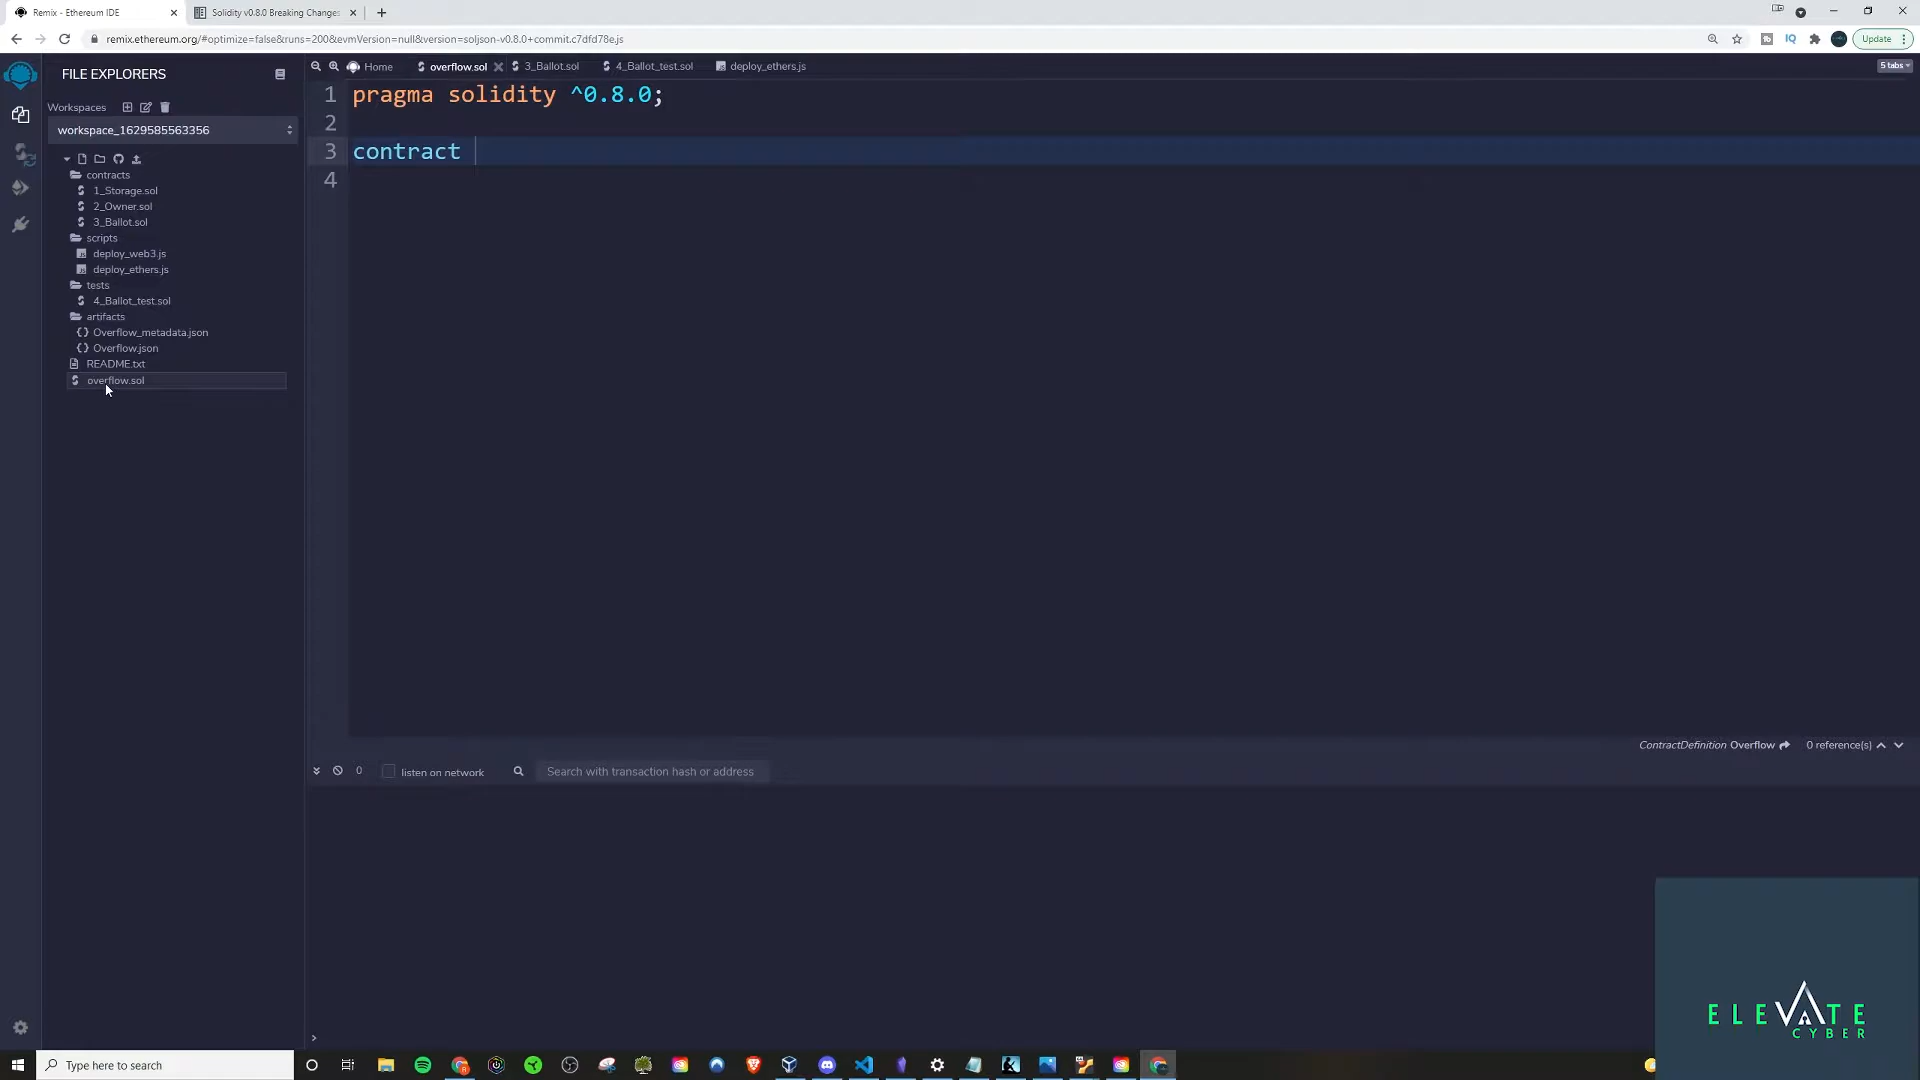 Remix - Ethereum IDE
Solidity v0.8.0 Breaking Changes
remix.ethereum.org/#optimize=false&runs=200&evmVersion=null&version=soljson-v0.8.0+commit.c7dfd78e.js
Update
FILE EXPLORERS
Home
overflow.sol
3_Ballot.sol
4_Ballot_test.sol
deploy_ethers.js
5 tabs
Workspaces
workspace_1629585563356
contracts
1_Storage.sol
2_Owner.sol
3_Ballot.sol
scripts
deploy_web3.js
deploy_ethers.js
tests
4_Ballot_test.sol
artifacts
Overflow_metadata.json
Overflow.json
README.txt
overflow.sol
1 pragma solidity ^0.8.0;
2
3 contract
4
ContractDefinition Overflow 0 reference(s)
0 listen on network Search with transaction hash or address
>
ELEVATE
CYBER
Type here to search